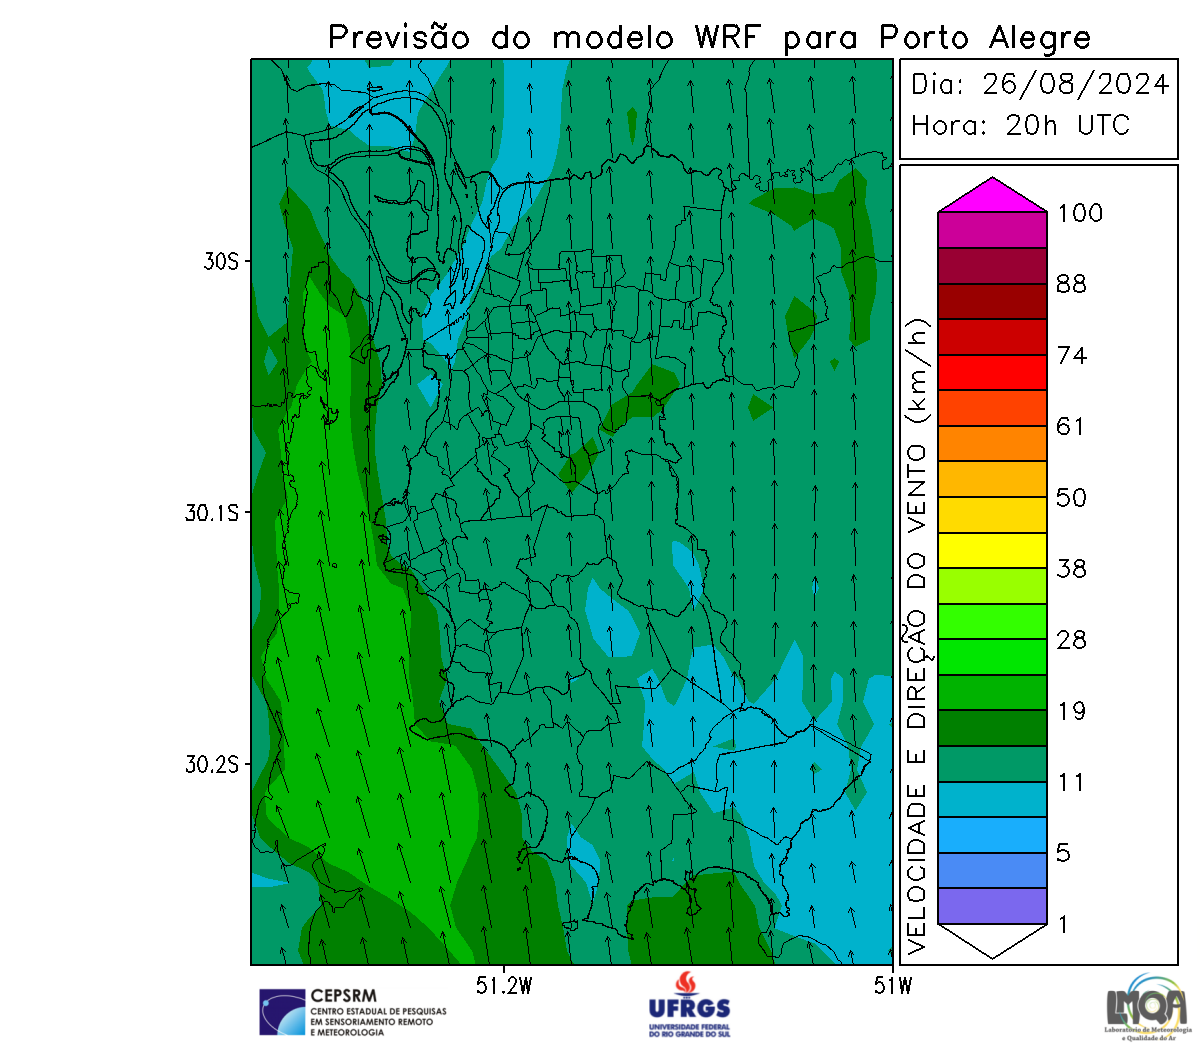 Previsão do modelo WRF para Porto Alegre
Dia: 26/08/2024
Hora: 20h UTC
VELOCIDADE E DIREÇÃO DO VENTO (km/h)
100
88
74
61
50
38
28
19
11
5
1
30S
30.1S
30.2S
51.2W
51W
CEPSRM
CENTRO ESTADUAL DE PESQUISAS
EM SENSORIAMENTO REMOTO
E METEOROLOGIA
UFRGS
UNIVERSIDADE FEDERAL
DO RIO GRANDE DO SUL
LMQA
Laboratório de Meteorologia
e Qualidade do Ar